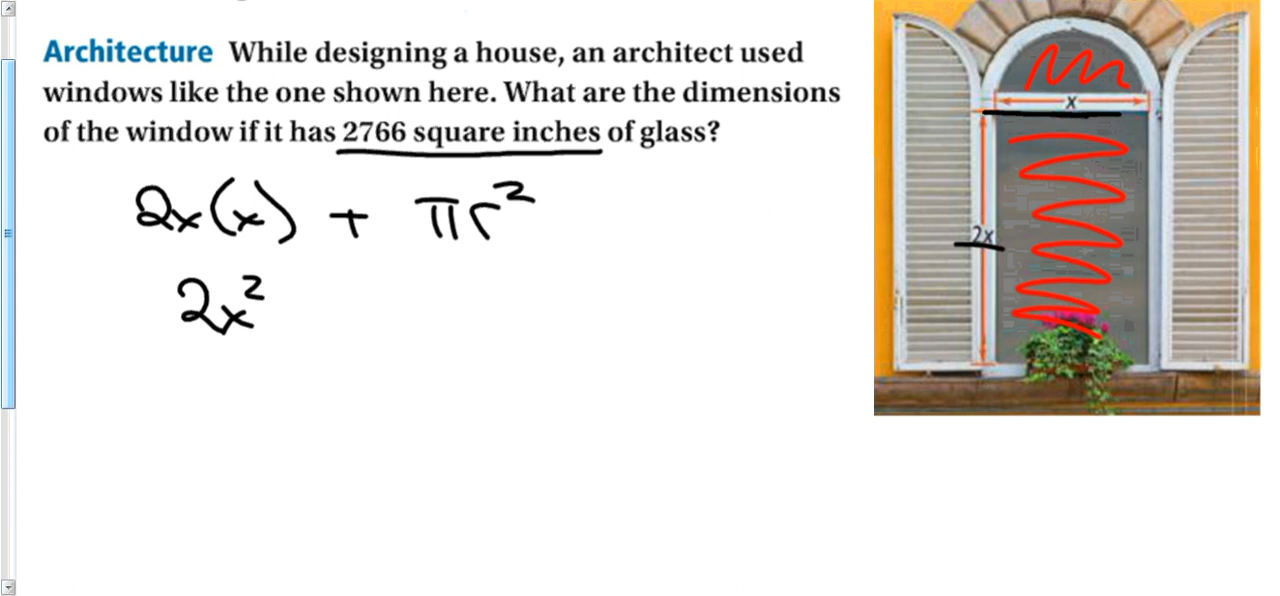 Architecture While designing a house, an architect used
windows like the one shown here. What are the dimensions
of the window if it has 2766 square inches of glass?
2x(x) + πr²
2x²
x
2x